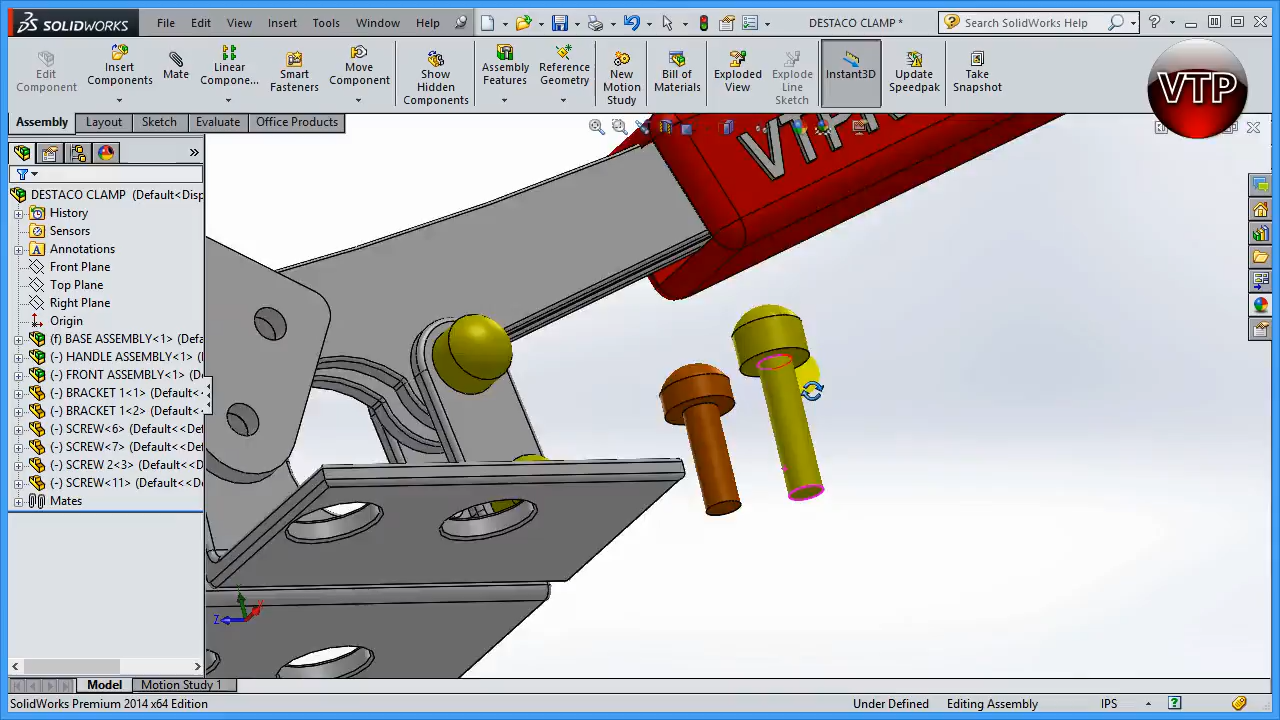 SOLIDWORKS File Edit View Insert Tools Window Help DESTACO CLAMP * Search SolidWorks Help
Edit Component
Insert Components
Mate
Linear Compone...
Smart Fasteners
Move Component
Show Hidden Components
Assembly Features
Reference Geometry
New Motion Study
Bill of Materials
Exploded View
Explode Line Sketch
Instant3D
Update Speedpak
Take Snapshot
VTP
Assembly Layout Sketch Evaluate Office Products
DESTACO CLAMP (Default<Disp
History
Sensors
Annotations
Front Plane
Top Plane
Right Plane
Origin
(f) BASE ASSEMBLY<1> (Defa
(-) HANDLE ASSEMBLY<1> (
(-) FRONT ASSEMBLY<1> (De
(-) BRACKET 1<1> (Default<
(-) BRACKET 1<2> (Default<
(-) SCREW<6> (Default<<De
(-) SCREW<7> (Default<<De
(-) SCREW 2<3> (Default<<D
(-) SCREW<11> (Default<<De
Mates
Z
Model Motion Study 1
SolidWorks Premium 2014 x64 Edition Under Defined Editing Assembly IPS